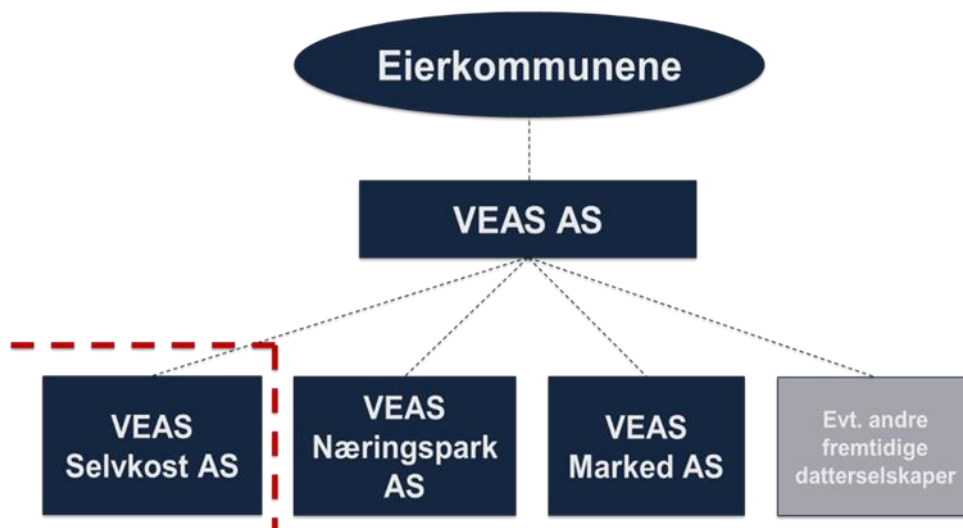 Eierkommunene
VEAS AS
VEAS
Selvkost AS
VEAS
Næringspark
AS
VEAS
Marked AS
Evt. andre
fremtidige
datterselskaper